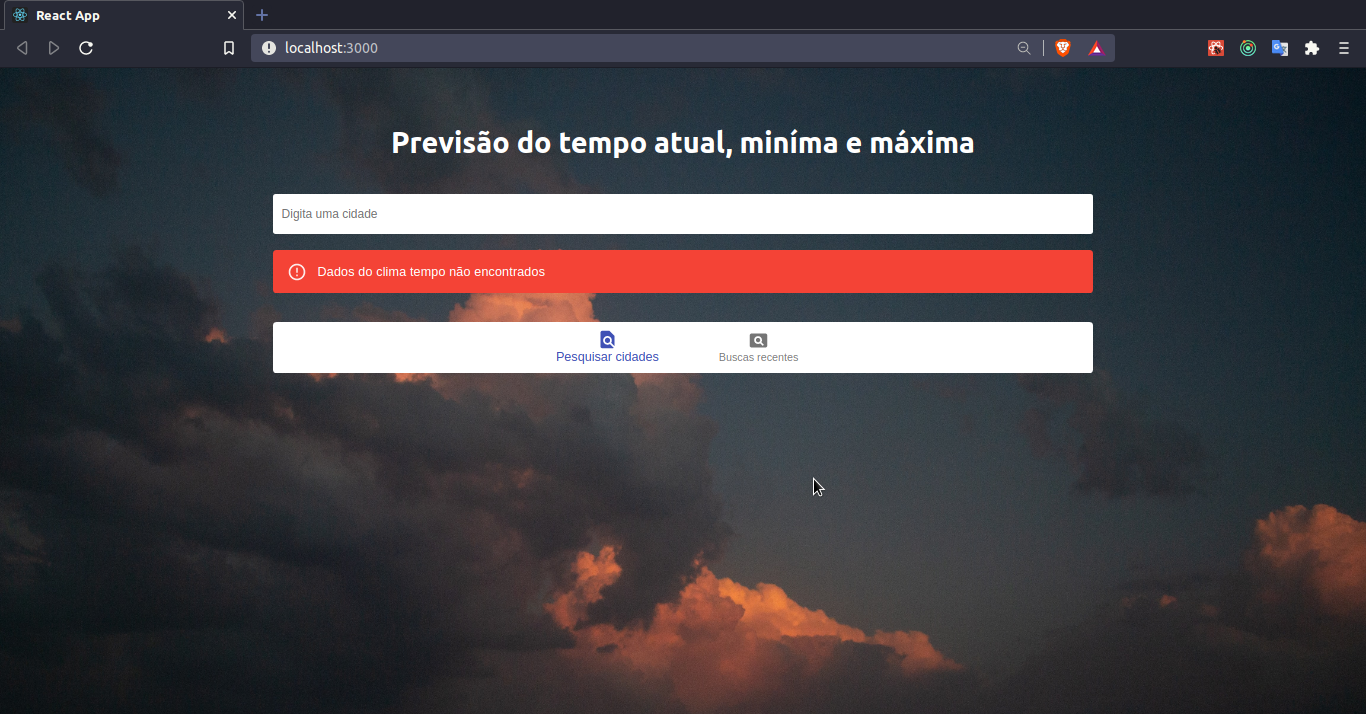 React App
localhost:3000
Previsão do tempo atual, miníma e máxima
Digita uma cidade
Dados do clima tempo não encontrados
Pesquisar cidades
Buscas recentes